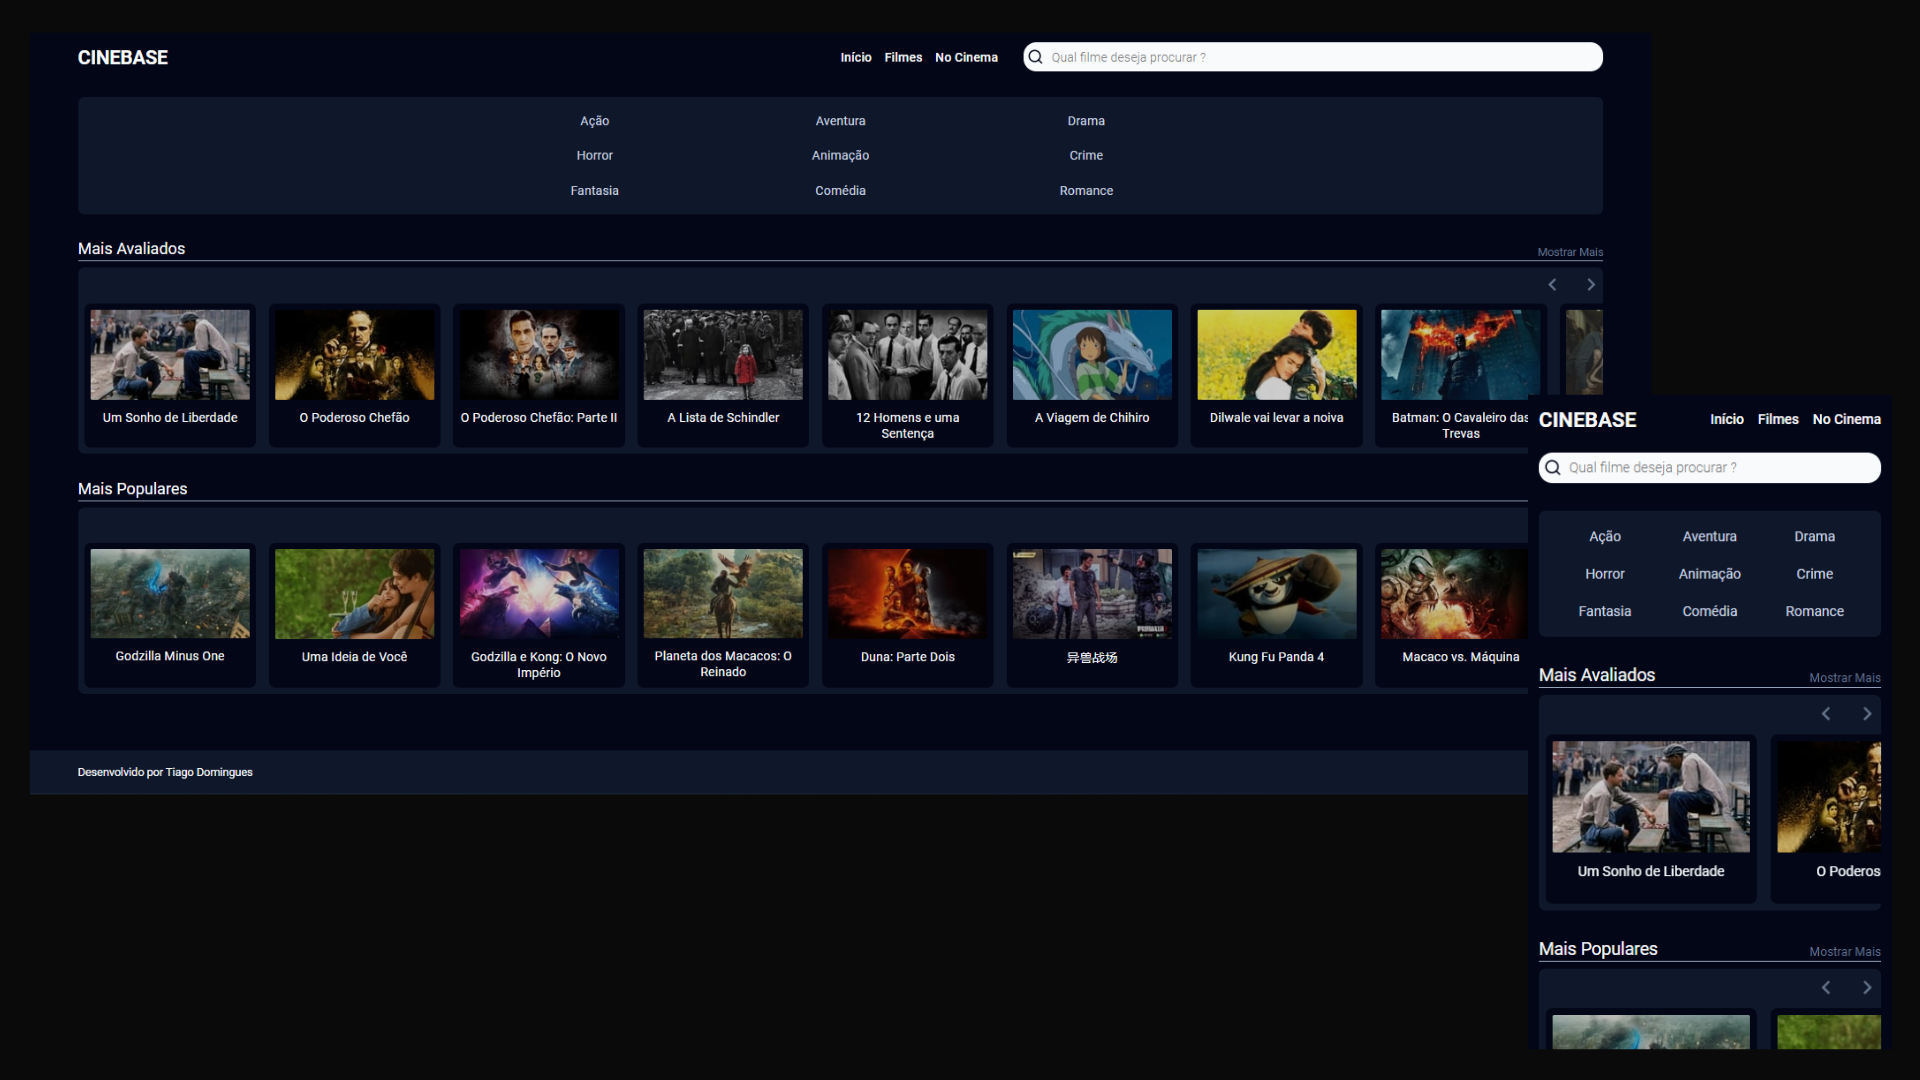 CINEBASE
Início Filmes No Cinema
Qual filme deseja procurar ?
Ação Aventura Drama
Horror Animação Crime
Fantasia Comédia Romance
Mais Avaliados
Mostrar Mais
Um Sonho de Liberdade
O Poderoso Chefão
O Poderoso Chefão: Parte II
A Lista de Schindler
12 Homens e uma
Sentença
A Viagem de Chihiro
Dilwale vai levar a noiva
Batman: O Cavaleiro das
Trevas
Mais Populares
Godzilla Minus One
Uma Ideia de Você
Godzilla e Kong: O Novo
Império
Planeta dos Macacos: O
Reinado
Duna: Parte Dois
异兽战场
Kung Fu Panda 4
Macaco vs. Máquina
Desenvolvido por Tiago Domingues
CINEBASE
Início Filmes No Cinema
Qual filme deseja procurar ?
Ação Aventura Drama
Horror Animação Crime
Fantasia Comédia Romance
Mais Avaliados
Mostrar Mais
Um Sonho de Liberdade
O Poderos
Mais Populares
Mostrar Mais